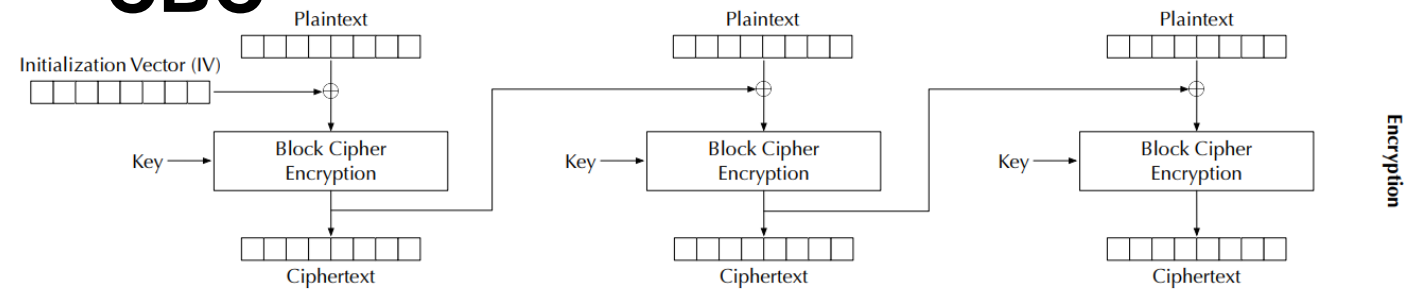 CBC
Plaintext
Plaintext
Plaintext
Initialization Vector (IV)
Key
Block Cipher
Encryption
Key
Block Cipher
Encryption
Key
Block Cipher
Encryption
Encryption
Ciphertext
Ciphertext
Ciphertext